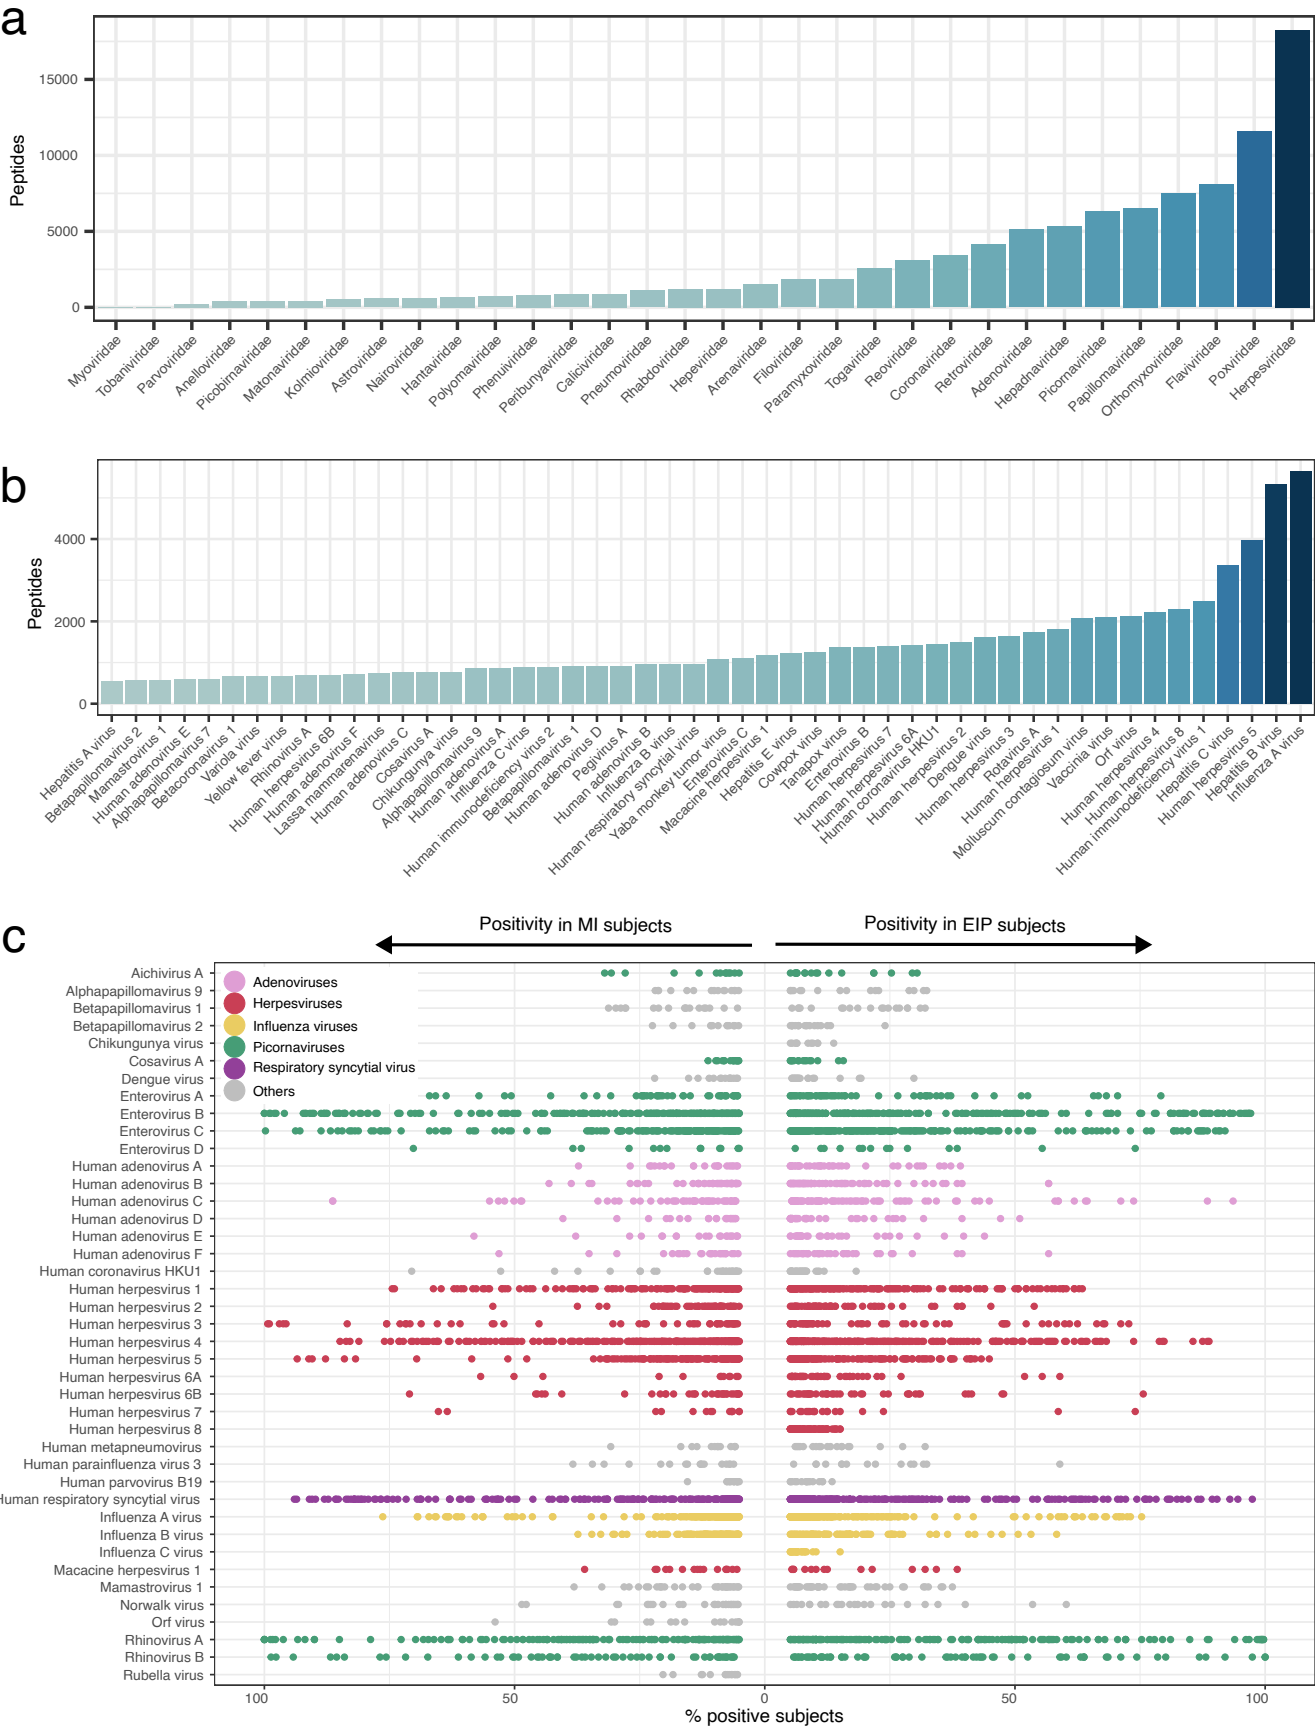 a
Peptides
15000
10000
5000
0
Myoviridae
Tobaniviridae
Parvoviridae
Anelloviridae
Picobirnaviridae
Matonaviridae
Kolmioviridae
Astroviridae
Nairoviridae
Hantaviridae
Polyomaviridae
Phenuiviridae
Peribunyaviridae
Caliciviridae
Pneumoviridae
Rhabdoviridae
Hepeviridae
Arenaviridae
Filoviridae
Paramyxoviridae
Togaviridae
Reoviridae
Coronaviridae
Retroviridae
Adenoviridae
Hepadnaviridae
Picornaviridae
Papillomaviridae
Orthomyxoviridae
Flaviviridae
Poxviridae
Herpesviridae
b
Peptides
4000
2000
0
Hepatitis A virus
Betapapillomavirus 2
Mamastrovirus 1
Human adenovirus E
Alphapapillomavirus 7
Betacoronavirus 1
Variola virus
Yellow fever virus
Rhinovirus A
Human herpesvirus 6B
Human adenovirus F
Lassa mammarenavirus
Human adenovirus C
Cosavirus A
Chikungunya virus
Alphapapillomavirus 9
Human adenovirus A
Influenza C virus
Human immunodeficiency virus 2
Betapapillomavirus 1
Human adenovirus D
Pegivirus A
Human adenovirus B
Influenza B virus
Human respiratory syncytial virus
Yaba monkey tumor virus
Enterovirus C
Macacine herpesvirus 1
Hepatitis E virus
Cowpox virus
Tanapox virus
Enterovirus B
Human herpesvirus 7
Human herpesvirus 6A
Human coronavirus HKU1
Human herpesvirus 2
Dengue virus
Human herpesvirus 3
Rotavirus A
Human herpesvirus 1
Molluscum contagiosum virus
Vaccinia virus
Orf virus
Human herpesvirus 4
Human herpesvirus 8
Human immunodeficiency virus 1
Hepatitis C virus
Human herpesvirus 5
Hepatitis B virus
Influenza A virus
c
Positivity in MI subjects
Positivity in EIP subjects
Adenoviruses
Herpesviruses
Influenza viruses
Picornaviruses
Respiratory syncytial virus
Others
Aichivirus A
Alphapapillomavirus 9
Betapapillomavirus 1
Betapapillomavirus 2
Chikungunya virus
Cosavirus A
Dengue virus
Enterovirus A
Enterovirus B
Enterovirus C
Enterovirus D
Human adenovirus A
Human adenovirus B
Human adenovirus C
Human adenovirus D
Human adenovirus E
Human adenovirus F
Human coronavirus HKU1
Human herpesvirus 1
Human herpesvirus 2
Human herpesvirus 3
Human herpesvirus 4
Human herpesvirus 5
Human herpesvirus 6A
Human herpesvirus 6B
Human herpesvirus 7
Human herpesvirus 8
Human metapneumovirus
Human parainfluenza virus 3
Human parvovirus B19
Human respiratory syncytial virus
Influenza A virus
Influenza B virus
Influenza C virus
Macacine herpesvirus 1
Mamastrovirus 1
Norwalk virus
Orf virus
Rhinovirus A
Rhinovirus B
Rubella virus
100
50
0
50
100
% positive subjects